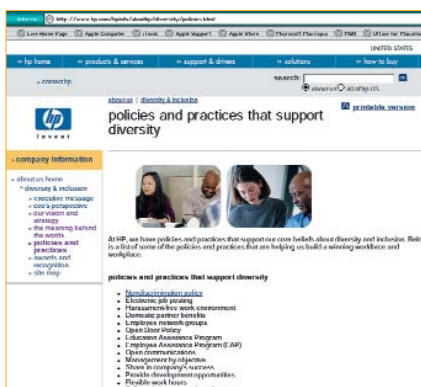 Address http://www.hp.com/hpinfo/abouthp/diversity/policies.html
Live Home Page Apple Computer iTools Apple Support Apple Store Microsoft MacTopia MSN Office for Macintosh
UNITED STATES
» hp home » products & services » support & drivers » solutions » how to buy
» contact hp
search:
about us all of hp US
about us | diversity & inclusion
printable version
policies and practices that support
diversity
hp
invent
» company information
» about us home
diversity & inclusion
» executive message
» ceo's perspective
» our vision and
strategy
» the meaning behind
the words
» policies and
practices
» awards and
recognition
» site map
At HP, we have policies and practices that support our core beliefs about diversity and inclusion.
is a list of some of the policies and practices that are helping us build a winning workforce and
workplace.
policies and practices that support diversity
• Nondiscrimination policy
• Electronic job posting
• Harassment-free work environment
• Domestic partner benefits
• Employee network groups
• Open Door Policy
• Education Assistance Program
• Employee Assistance Program (EAP)
• Open communications
• Management by objective
• Share in company's success
• Provide development opportunities
• Flexible work hours